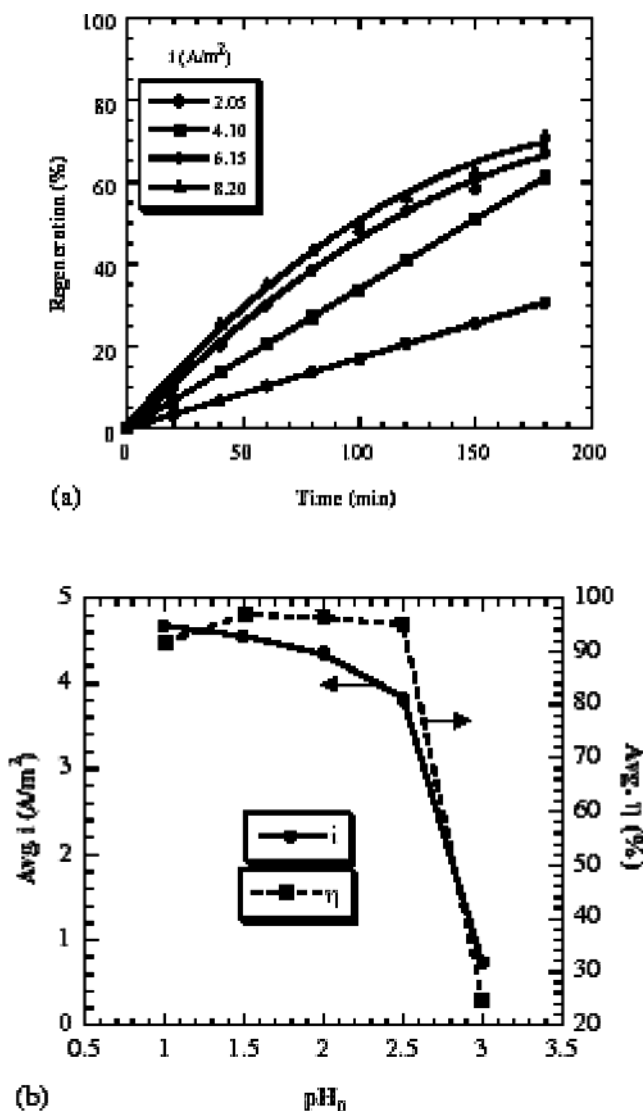 100
80
60
40
20
0
Regeneration (%)
i (A/m²)
2.05
4.10
6.15
8.20
0 50 100 150 200
(a) Time (min)
5
4
3
2
1
0
Avg. i (A/m²)
i
η
100
90
80
70
60
50
40
30
20
Avg. η (%)
0.5 1 1.5 2 2.5 3 3.5
(b) pH₀